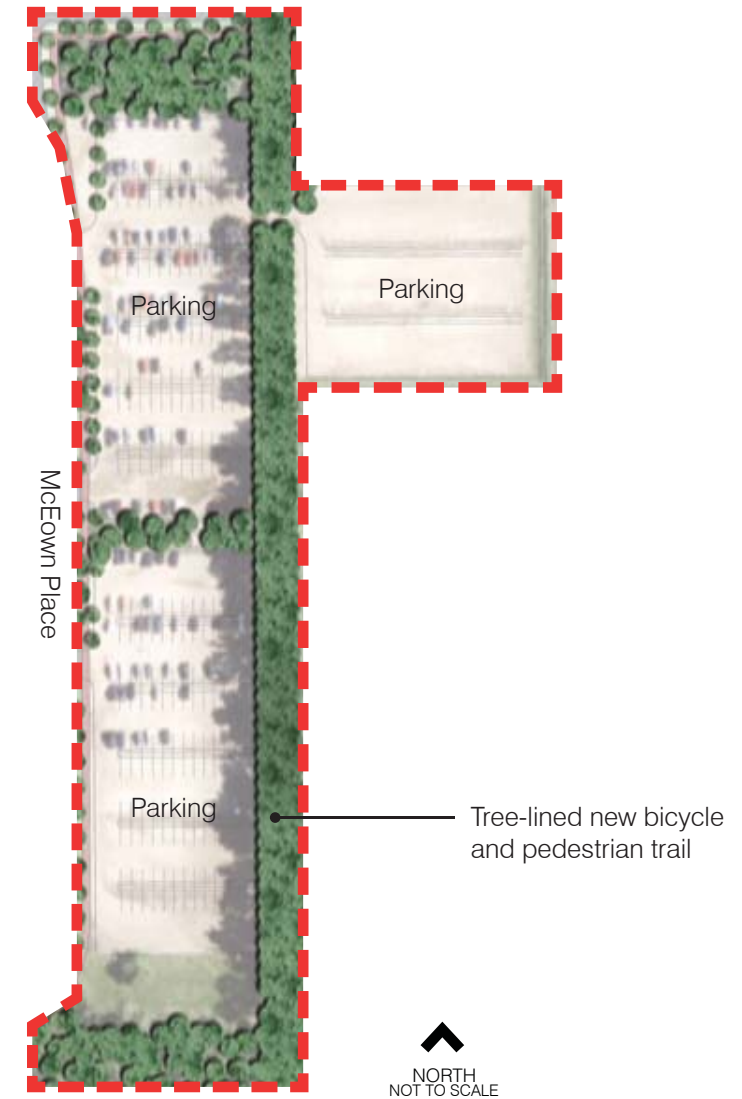 Parking
Parking
McEown Place
Parking
Tree-lined new bicycle
and pedestrian trail
NORTH
NOT TO SCALE